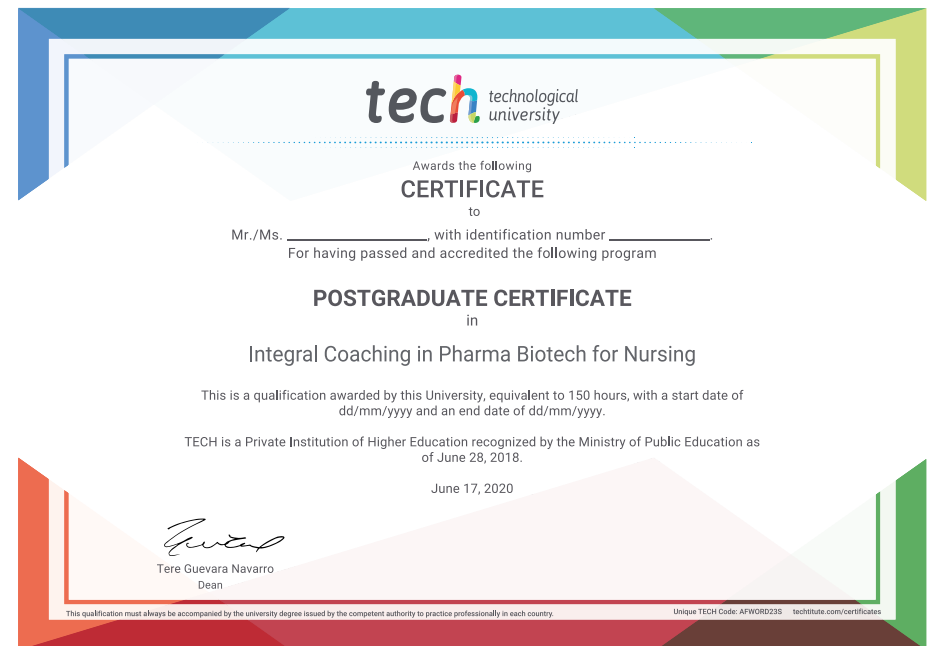 tech technological
university
Awards the following
CERTIFICATE
to
Mr./Ms. ____________________, with identification number ______________.
For having passed and accredited the following program
POSTGRADUATE CERTIFICATE
in
Integral Coaching in Pharma Biotech for Nursing
This is a qualification awarded by this University, equivalent to 150 hours, with a start date of
dd/mm/yyyy and an end date of dd/mm/yyyy.
TECH is a Private Institution of Higher Education recognized by the Ministry of Public Education as
of June 28, 2018.
June 17, 2020
Tere Guevara Navarro
Dean
This qualification must always be accompanied by the university degree issued by the competent authority to practice professionally in each country.
Unique TECH Code: AFWORD23S techtitute.com/certificates